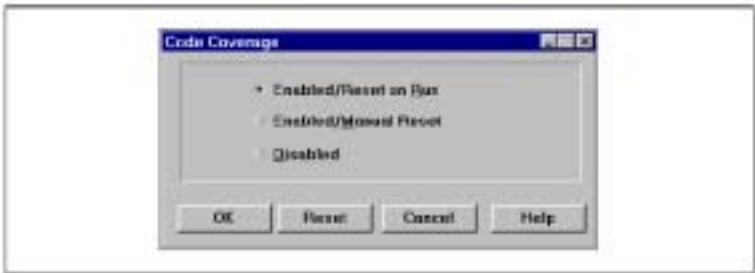 Code Coverage
Enabled/Reset on Run
Enabled/Manual Reset
Disabled
OK Reset Cancel Help